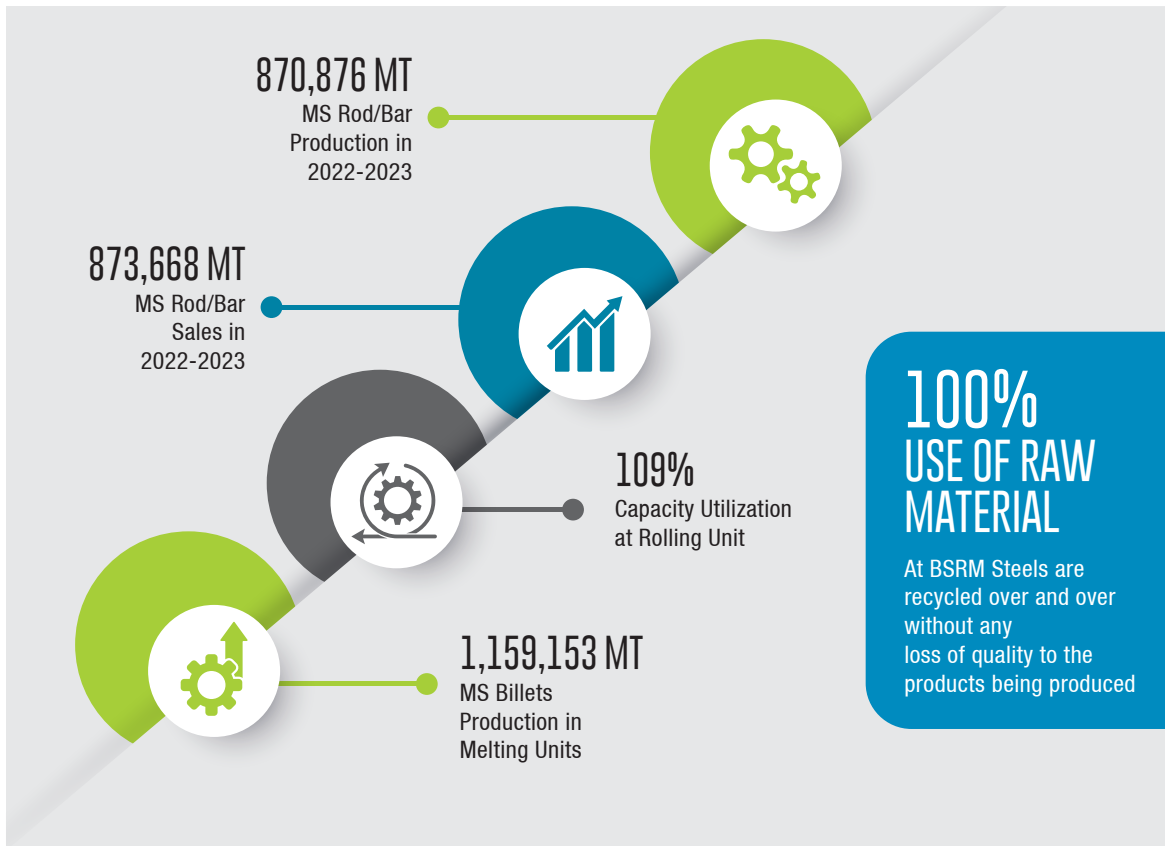 870,876 MT
MS Rod/Bar
Production in
2022-2023
873,668 MT
MS Rod/Bar
Sales in
2022-2023
109%
Capacity Utilization
at Rolling Unit
1,159,153 MT
MS Billets
Production in
Melting Units
100%
USE OF RAW
MATERIAL
At BSRM Steels are
recycled over and over
without any
loss of quality to the
products being produced